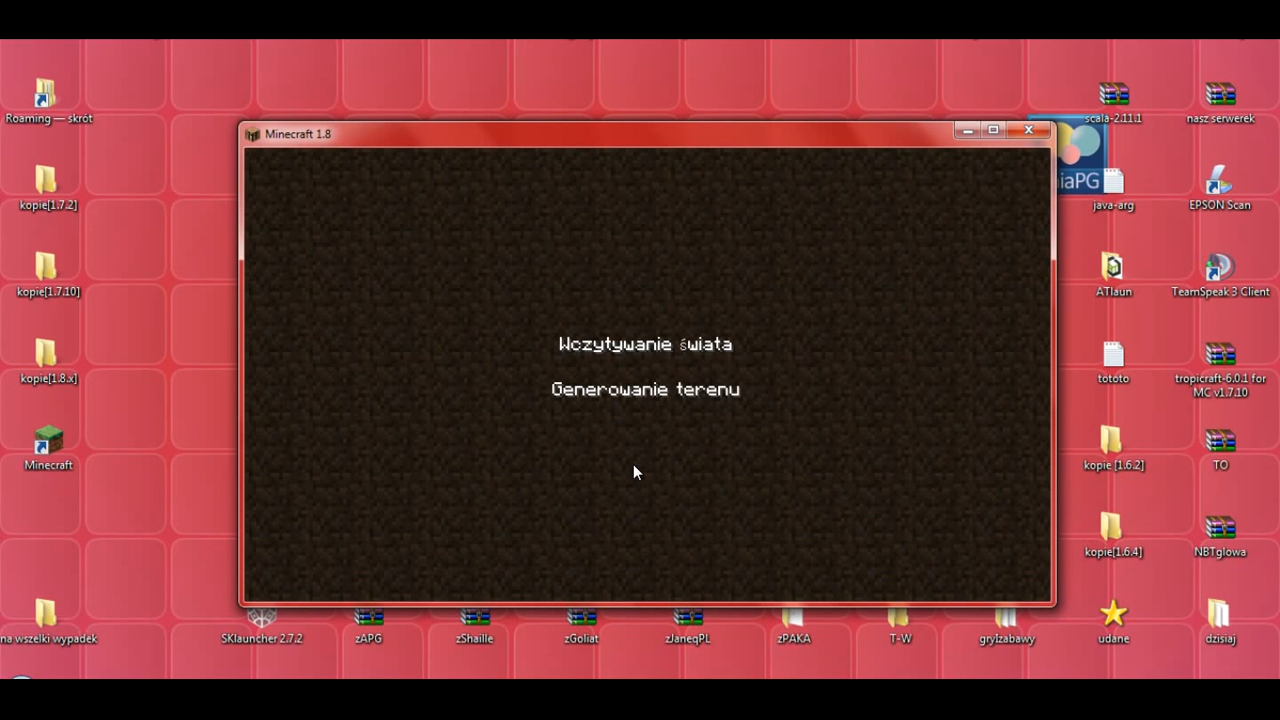 Roaming — skrót
kopie[1.7.2]
kopie[1.7.10]
kopie[1.8.x]
Minecraft
na wszelki wypadek
Minecraft 1.8
Wczytywanie świata
Generowanie terenu
SKlauncher 2.7.2
zAPG
zShaille
zGoliat
zJaneqPL
zPAKA
T-W
gryIzabawy
scala-2.11.1
iaPG
java-arg
ATlaun
tototo
kopie [1.6.2]
kopie[1.6.4]
udane
nasz serwerek
EPSON Scan
TeamSpeak 3 Client
tropicraft-6.0.1 for
MC v1.7.10
TO
NBTglowa
dzisiaj